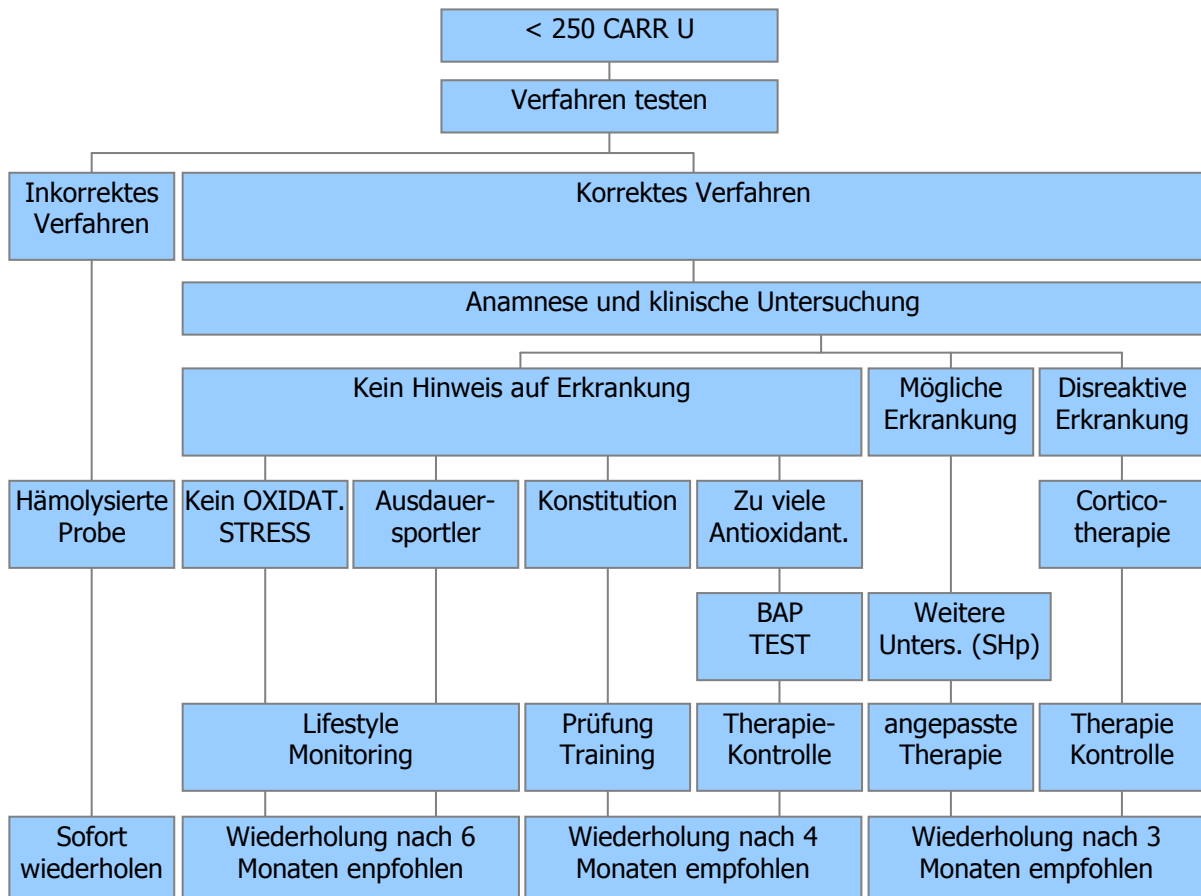 < 250 CARR U
Verfahren testen
Inkorrektes
Verfahren
Korrektes Verfahren
Anamnese und klinische Untersuchung
Kein Hinweis auf Erkrankung
Mögliche
Erkrankung
Disreaktive
Erkrankung
Hämolysierte
Probe
Kein OXIDAT.
STRESS
Ausdauer-
sportler
Konstitution
Zu viele
Antioxidant.
Cortico-
therapie
BAP
TEST
Weitere
Unters. (SHp)
Lifestyle
Monitoring
Prüfung
Training
Therapie-
Kontrolle
angepasste
Therapie
Therapie
Kontrolle
Sofort
wiederholen
Wiederholung nach 6
Monaten enpfohlen
Wiederholung nach 4
Monaten empfohlen
Wiederholung nach 3
Monaten empfohlen